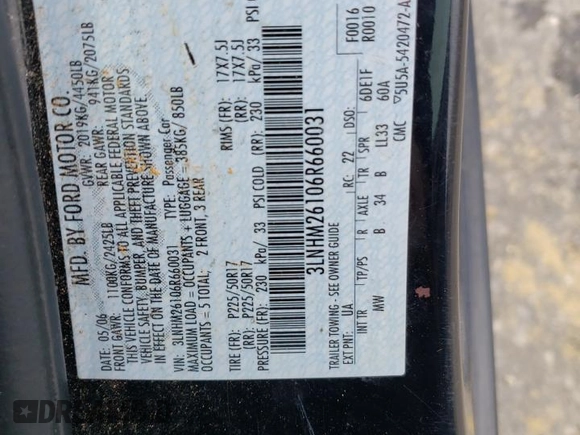 MFD. BY FORD MOTOR CO.
DATE: 05/06 GVWR: 2019KG/4450LB
FRONT GAWR: 1100KG/2425LB REAR GAWR: 941KG/2075LB
THIS VEHICLE CONFORMS TO ALL APPLICABLE FEDERAL MOTOR
VEHICLE SAFETY, BUMPER, AND THEFT PREVENTION STANDARDS
IN EFFECT ON THE DATE OF MANUFACTURE SHOWN ABOVE.
VIN: 3LNHM26106R660031 TYPE: Passenger Car
MAXIMUM LOAD = OCCUPANTS + LUGGAGE = 385KG/ 850LB
OCCUPANTS = 5 TOTAL: 2 FRONT, 3 REAR
TIRE (FR): P225/50R17 RIMS (FR): 17X7.5J
TIRE (RR): P225/50R17 (RR): 17X7.5J
PRESSURE (FR): 230 kPa/ 33 PSI COLD (RR): 230 kPa/ 33 PSI
3LNHM26106R660031
F0016
R0010
TRAILER TOWING - SEE OWNER GUIDE
EXT PNT: UA RC: 22 DSO: 6DE1F
INT TR TP/PS R AXLE TR SPR 60A
MW B 34 B LL33
CMC
5U5A-5420472-A